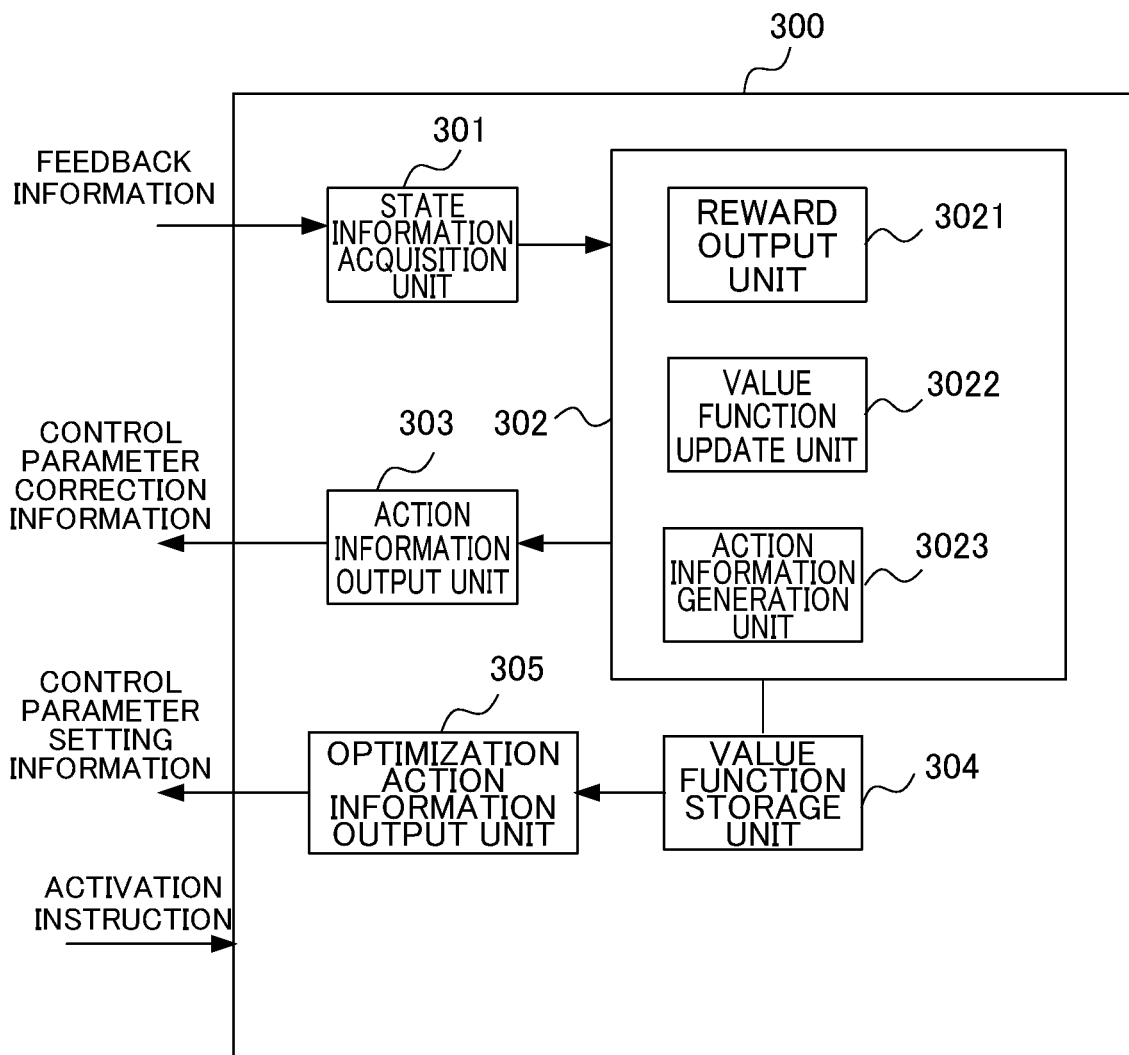 300
301
FEEDBACK
INFORMATION
STATE
INFORMATION
ACQUISITION
UNIT
REWARD
OUTPUT
UNIT
3021
VALUE
FUNCTION
UPDATE UNIT
3022
302
303
CONTROL
PARAMETER
CORRECTION
INFORMATION
ACTION
INFORMATION
OUTPUT UNIT
ACTION
INFORMATION
GENERATION
UNIT
3023
305
CONTROL
PARAMETER
SETTING
INFORMATION
OPTIMIZATION
ACTION
INFORMATION
OUTPUT UNIT
VALUE
FUNCTION
STORAGE
UNIT
304
ACTIVATION
INSTRUCTION